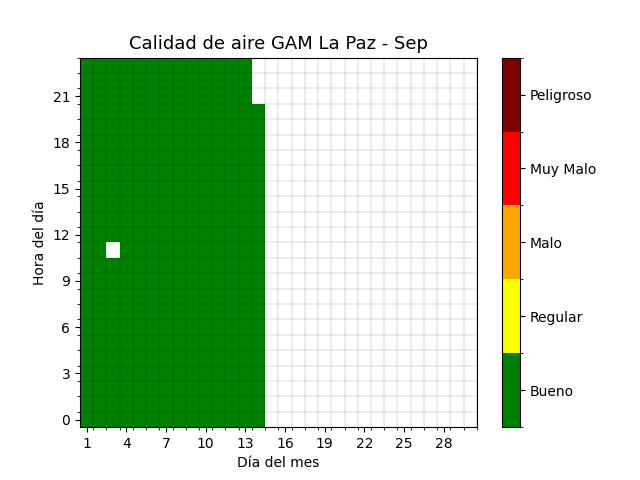 Calidad de aire GAM La Paz - Sep
Hora del día
21
18
15
12
9
6
3
0
1 4 7 10 13 16 19 22 25 28
Día del mes
Peligroso
Muy Malo
Malo
Regular
Bueno